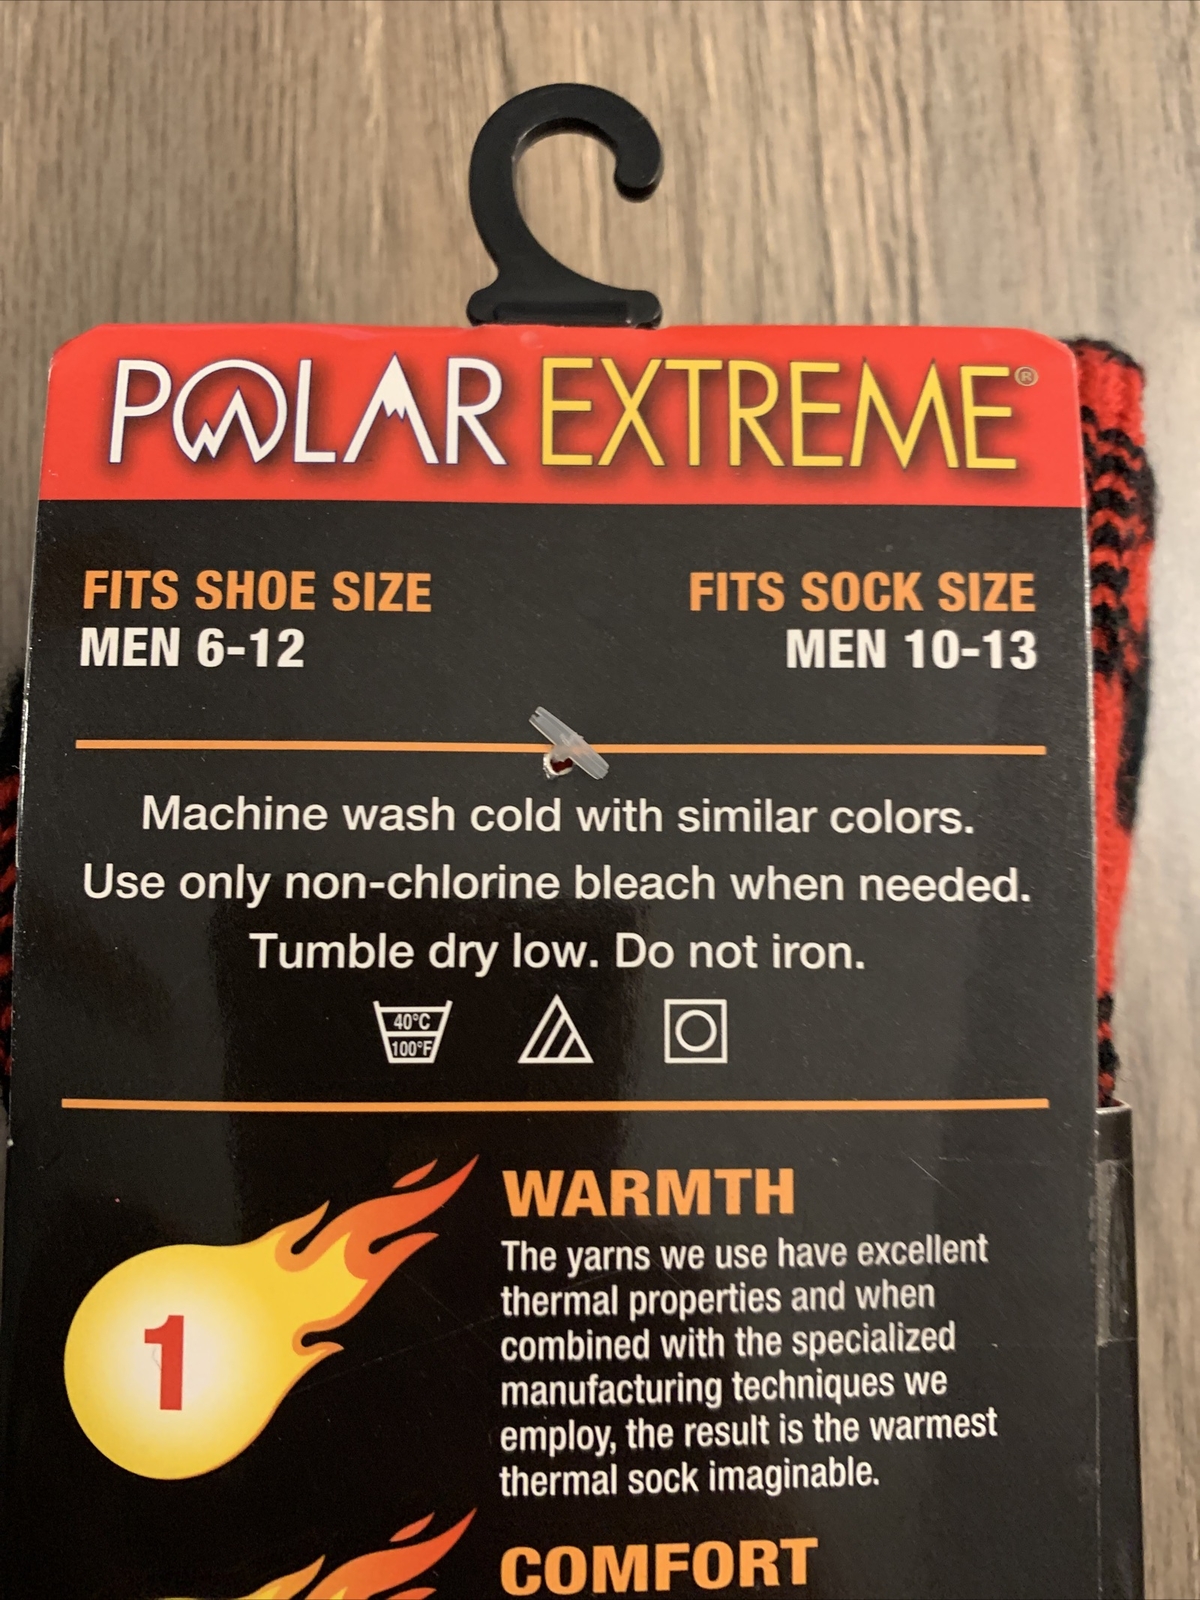 POLAR EXTREME®
FITS SHOE SIZE
MEN 6-12
FITS SOCK SIZE
MEN 10-13
Machine wash cold with similar colors.
Use only non-chlorine bleach when needed.
Tumble dry low. Do not iron.
40°C
100°F
1
WARMTH
The yarns we use have excellent
thermal properties and when
combined with the specialized
manufacturing techniques we
employ, the result is the warmest
thermal sock imaginable.
COMFORT